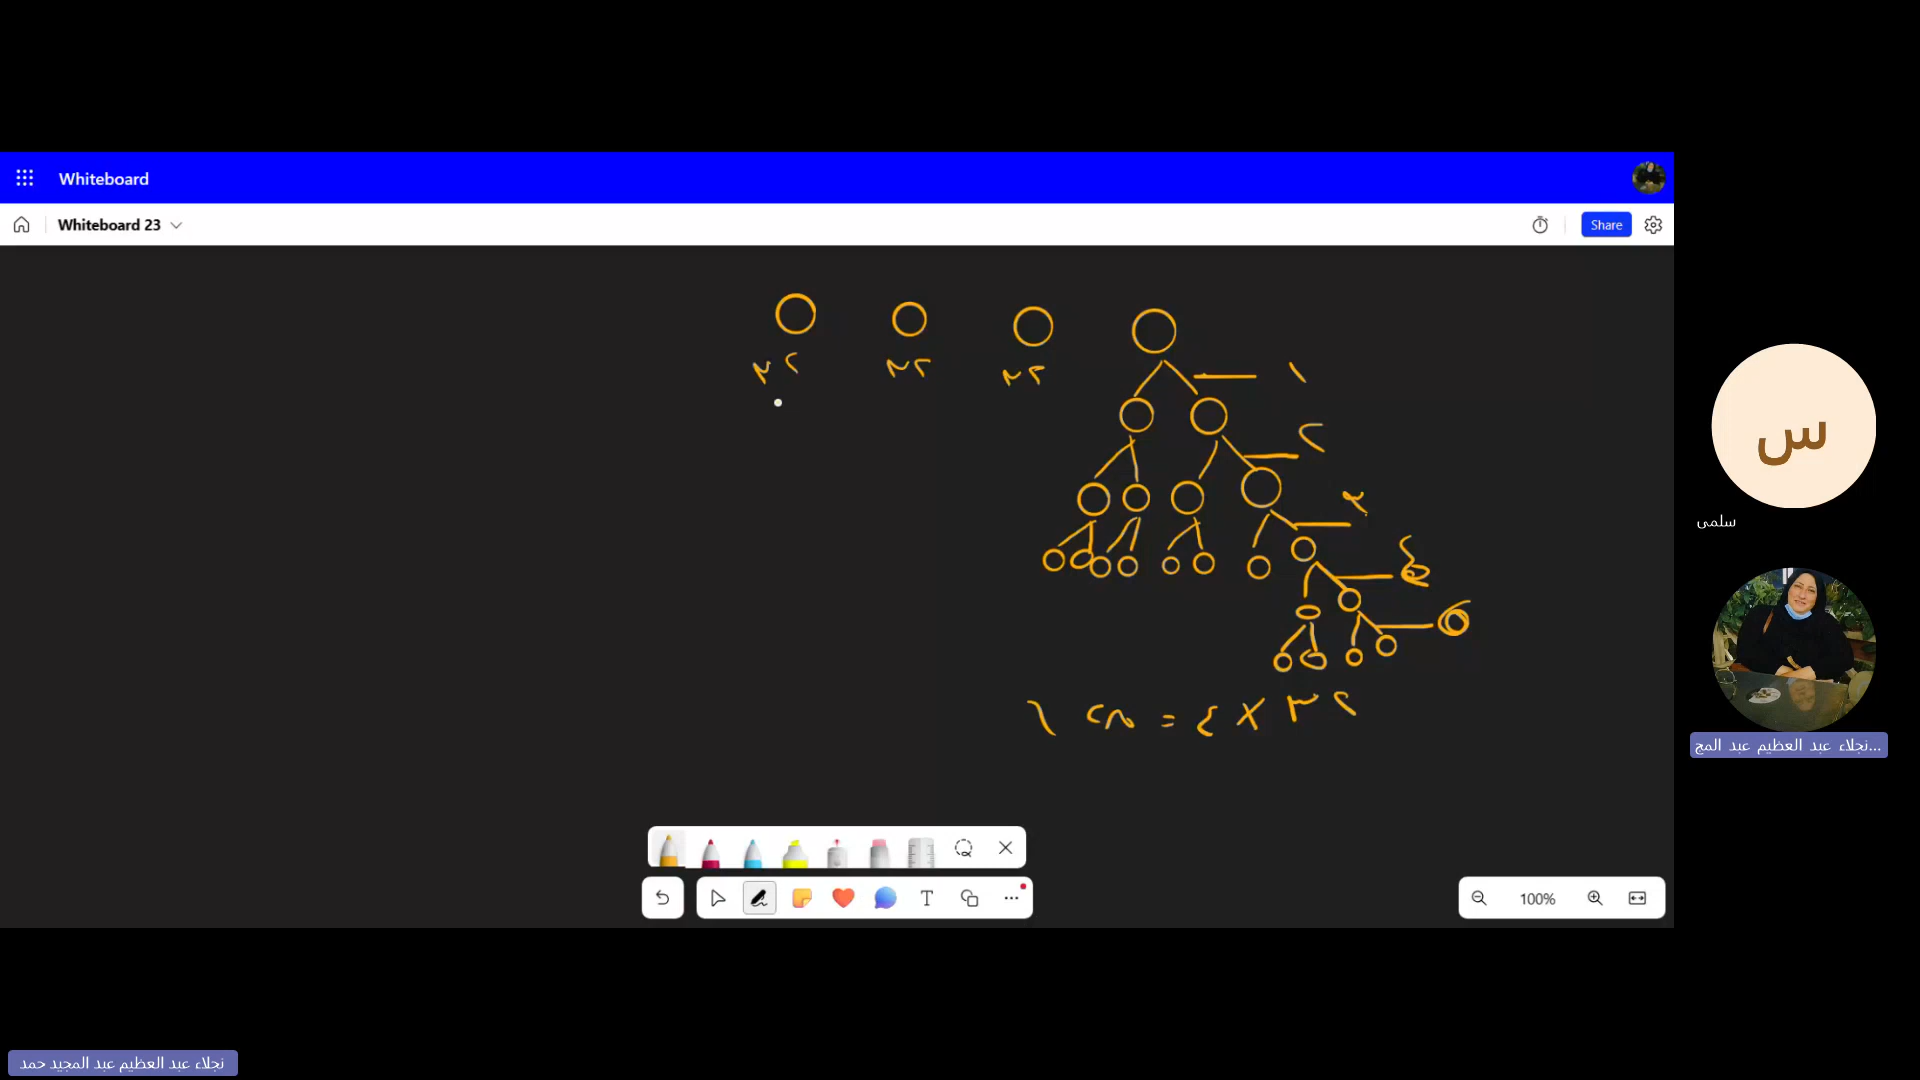 Whiteboard
Whiteboard 23
Share
٣٢ ٣٢ ٣٢
١
٢
٣
٤
٥
٣٢ × ٤ = ١٢٨
100%
س
سلمى
نجلاء عبد العظيم عبد المج...
نجلاء عبد العظيم عبد المجيد حمد